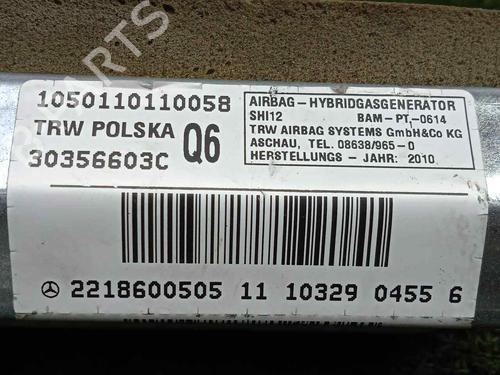 1050110110058
TRW POLSKA Q6
30356603C
AIRBAG-HYBRIDGASGENERATOR
SHI12 BAM-PT,-0614
TRW AIRBAG SYSTEMS GmbH&Co KG
ASCHAU, TEL. 08638/965-0
HERSTELLUNGS - JAHR: 2010
2218600505 11 10329 0455 6